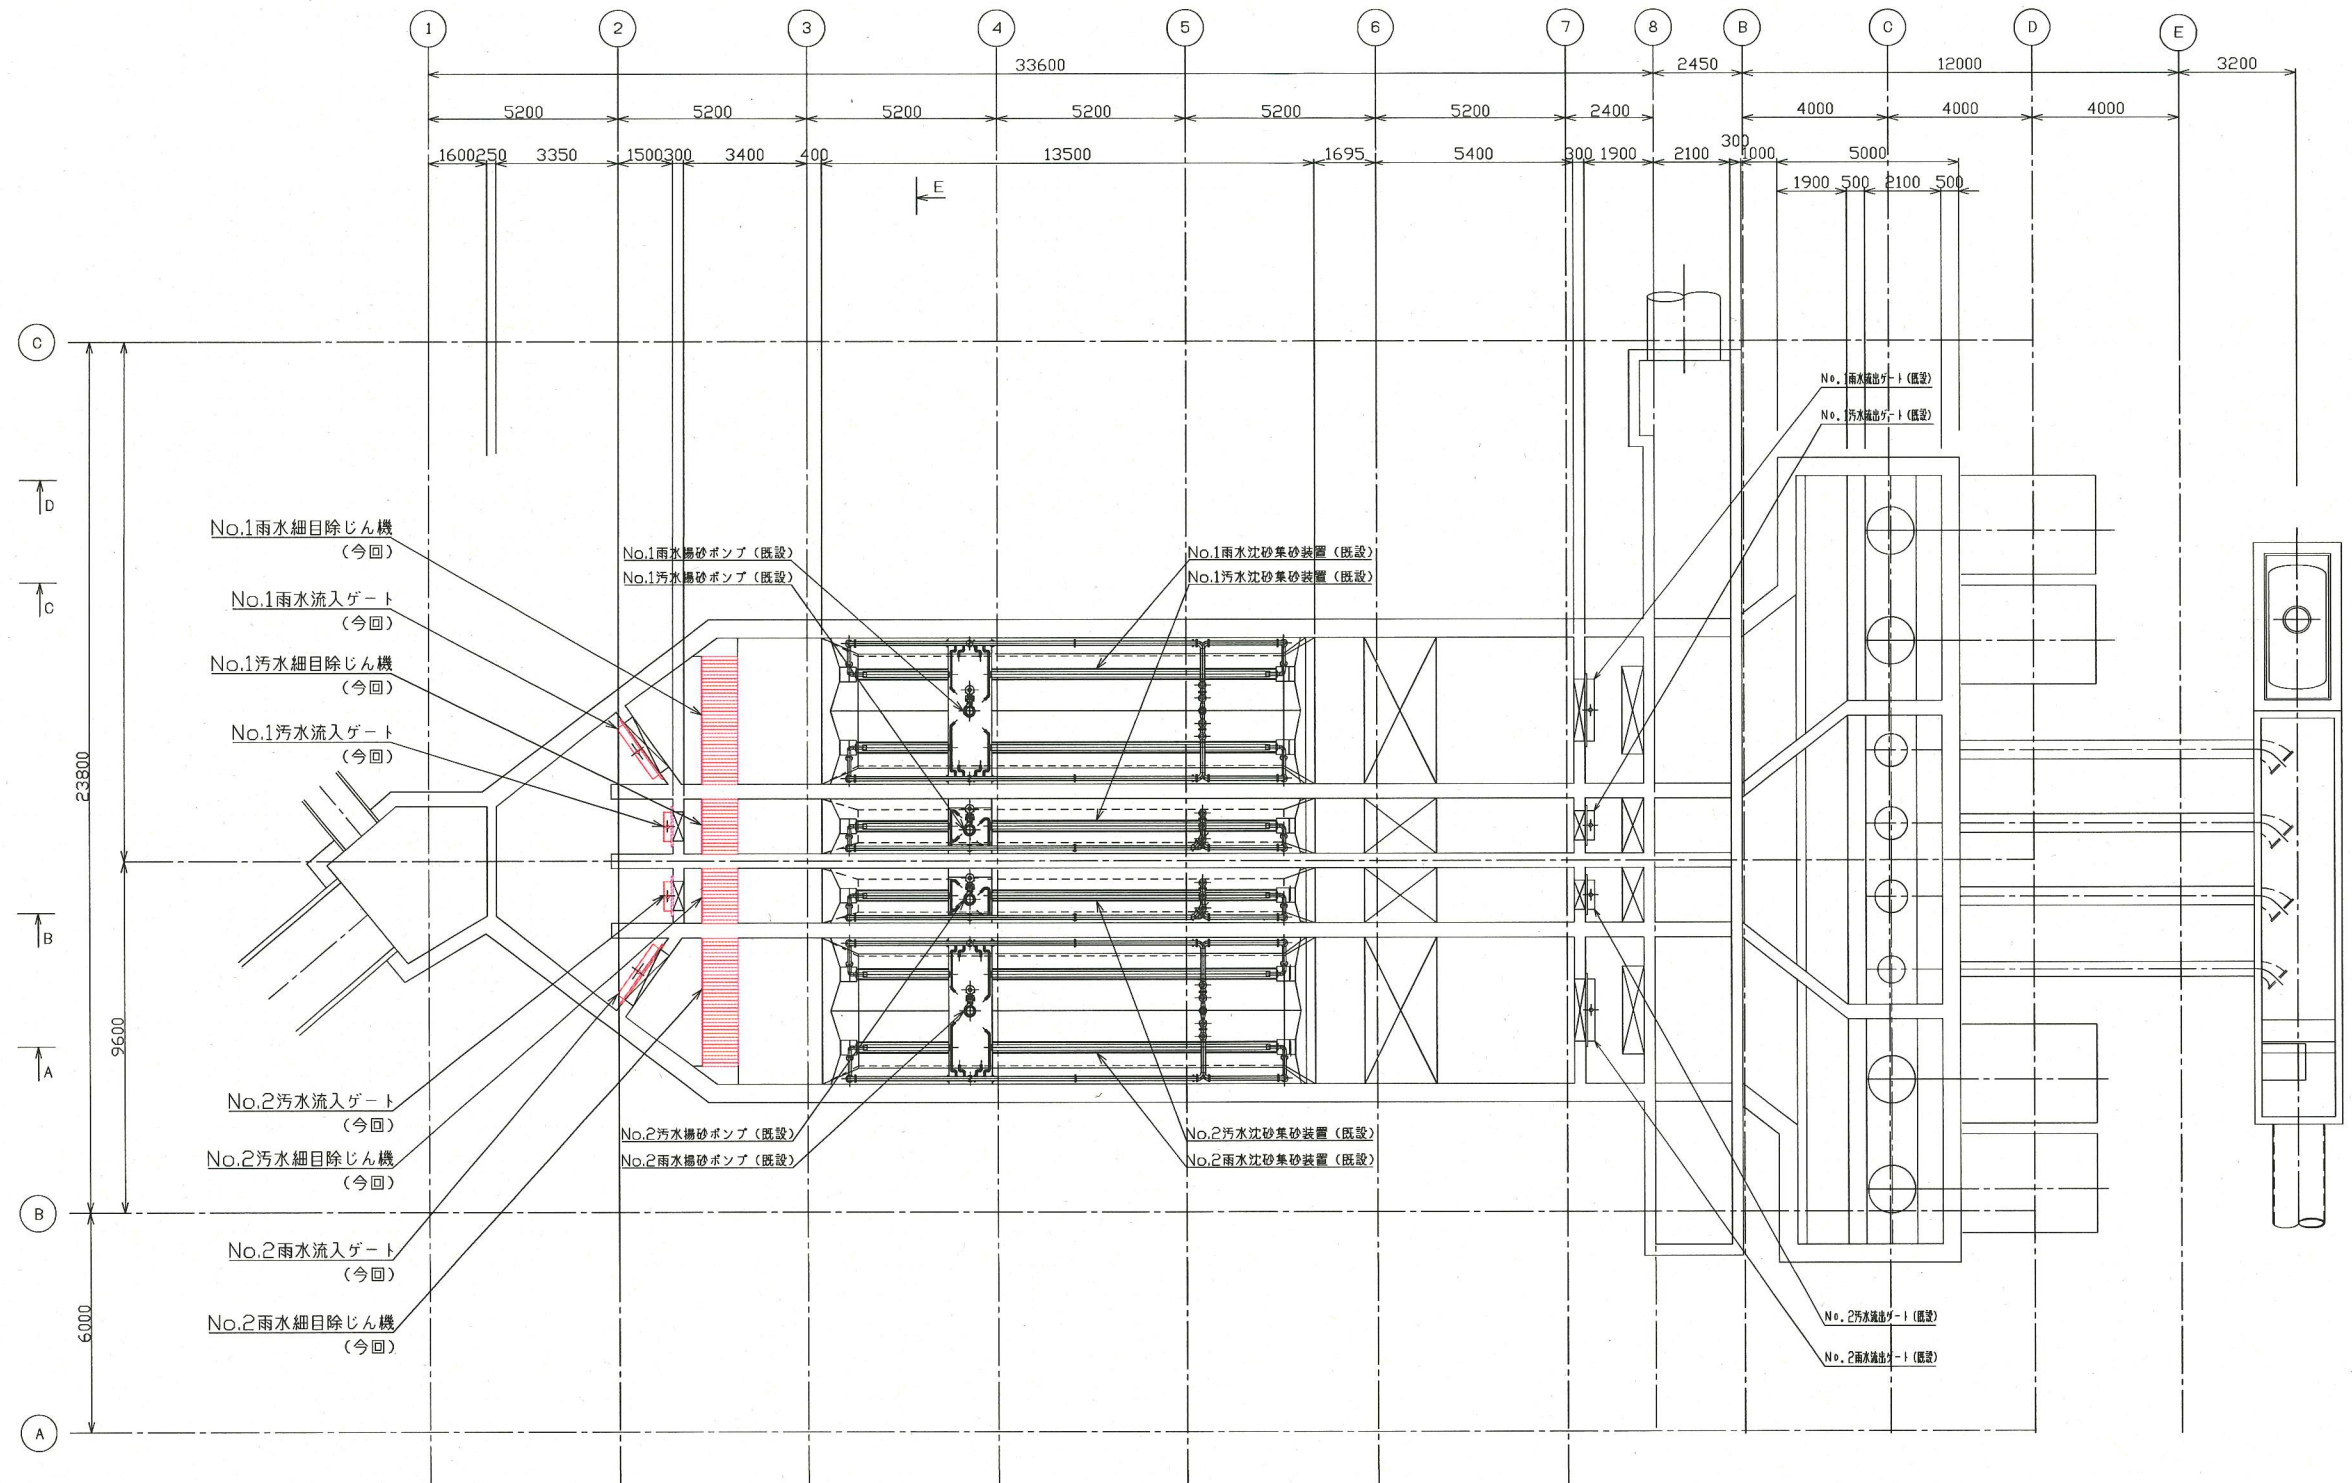 1 2 3 4 5 6 7 8 B C D E
33600 2450 12000 3200
5200 5200 5200 5200 5200 5200 2400 4000 4000 4000
1600 250 3350 1500 300 3400 400 13500 1695 5400 300 1900 2100 300 1000 5000
1900 500 2100 500
E
C
No.1雨水流出ゲート(既設)
No.1汚水流出ゲート(既設)
D
No.1雨水細目除じん機
(今回)
No.1雨水揚砂ポンプ(既設)
No.1雨水沈砂集砂装置(既設)
No.1汚水揚砂ポンプ(既設)
No.1汚水沈砂集砂装置(既設)
C
No.1雨水流入ゲート
(今回)
No.1汚水細目除じん機
(今回)
No.1汚水流入ゲート
(今回)
23800
B
9600
A
No.2汚水流入ゲート
(今回)
No.2汚水揚砂ポンプ(既設)
No.2汚水沈砂集砂装置(既設)
No.2汚水細目除じん機
(今回)
No.2雨水揚砂ポンプ(既設)
No.2雨水沈砂集砂装置(既設)
B
No.2雨水流入ゲート
(今回)
6000
No.2雨水細目除じん機
(今回)
No.2汚水流出ゲート(既設)
No.2雨水流出ゲート(既設)
A